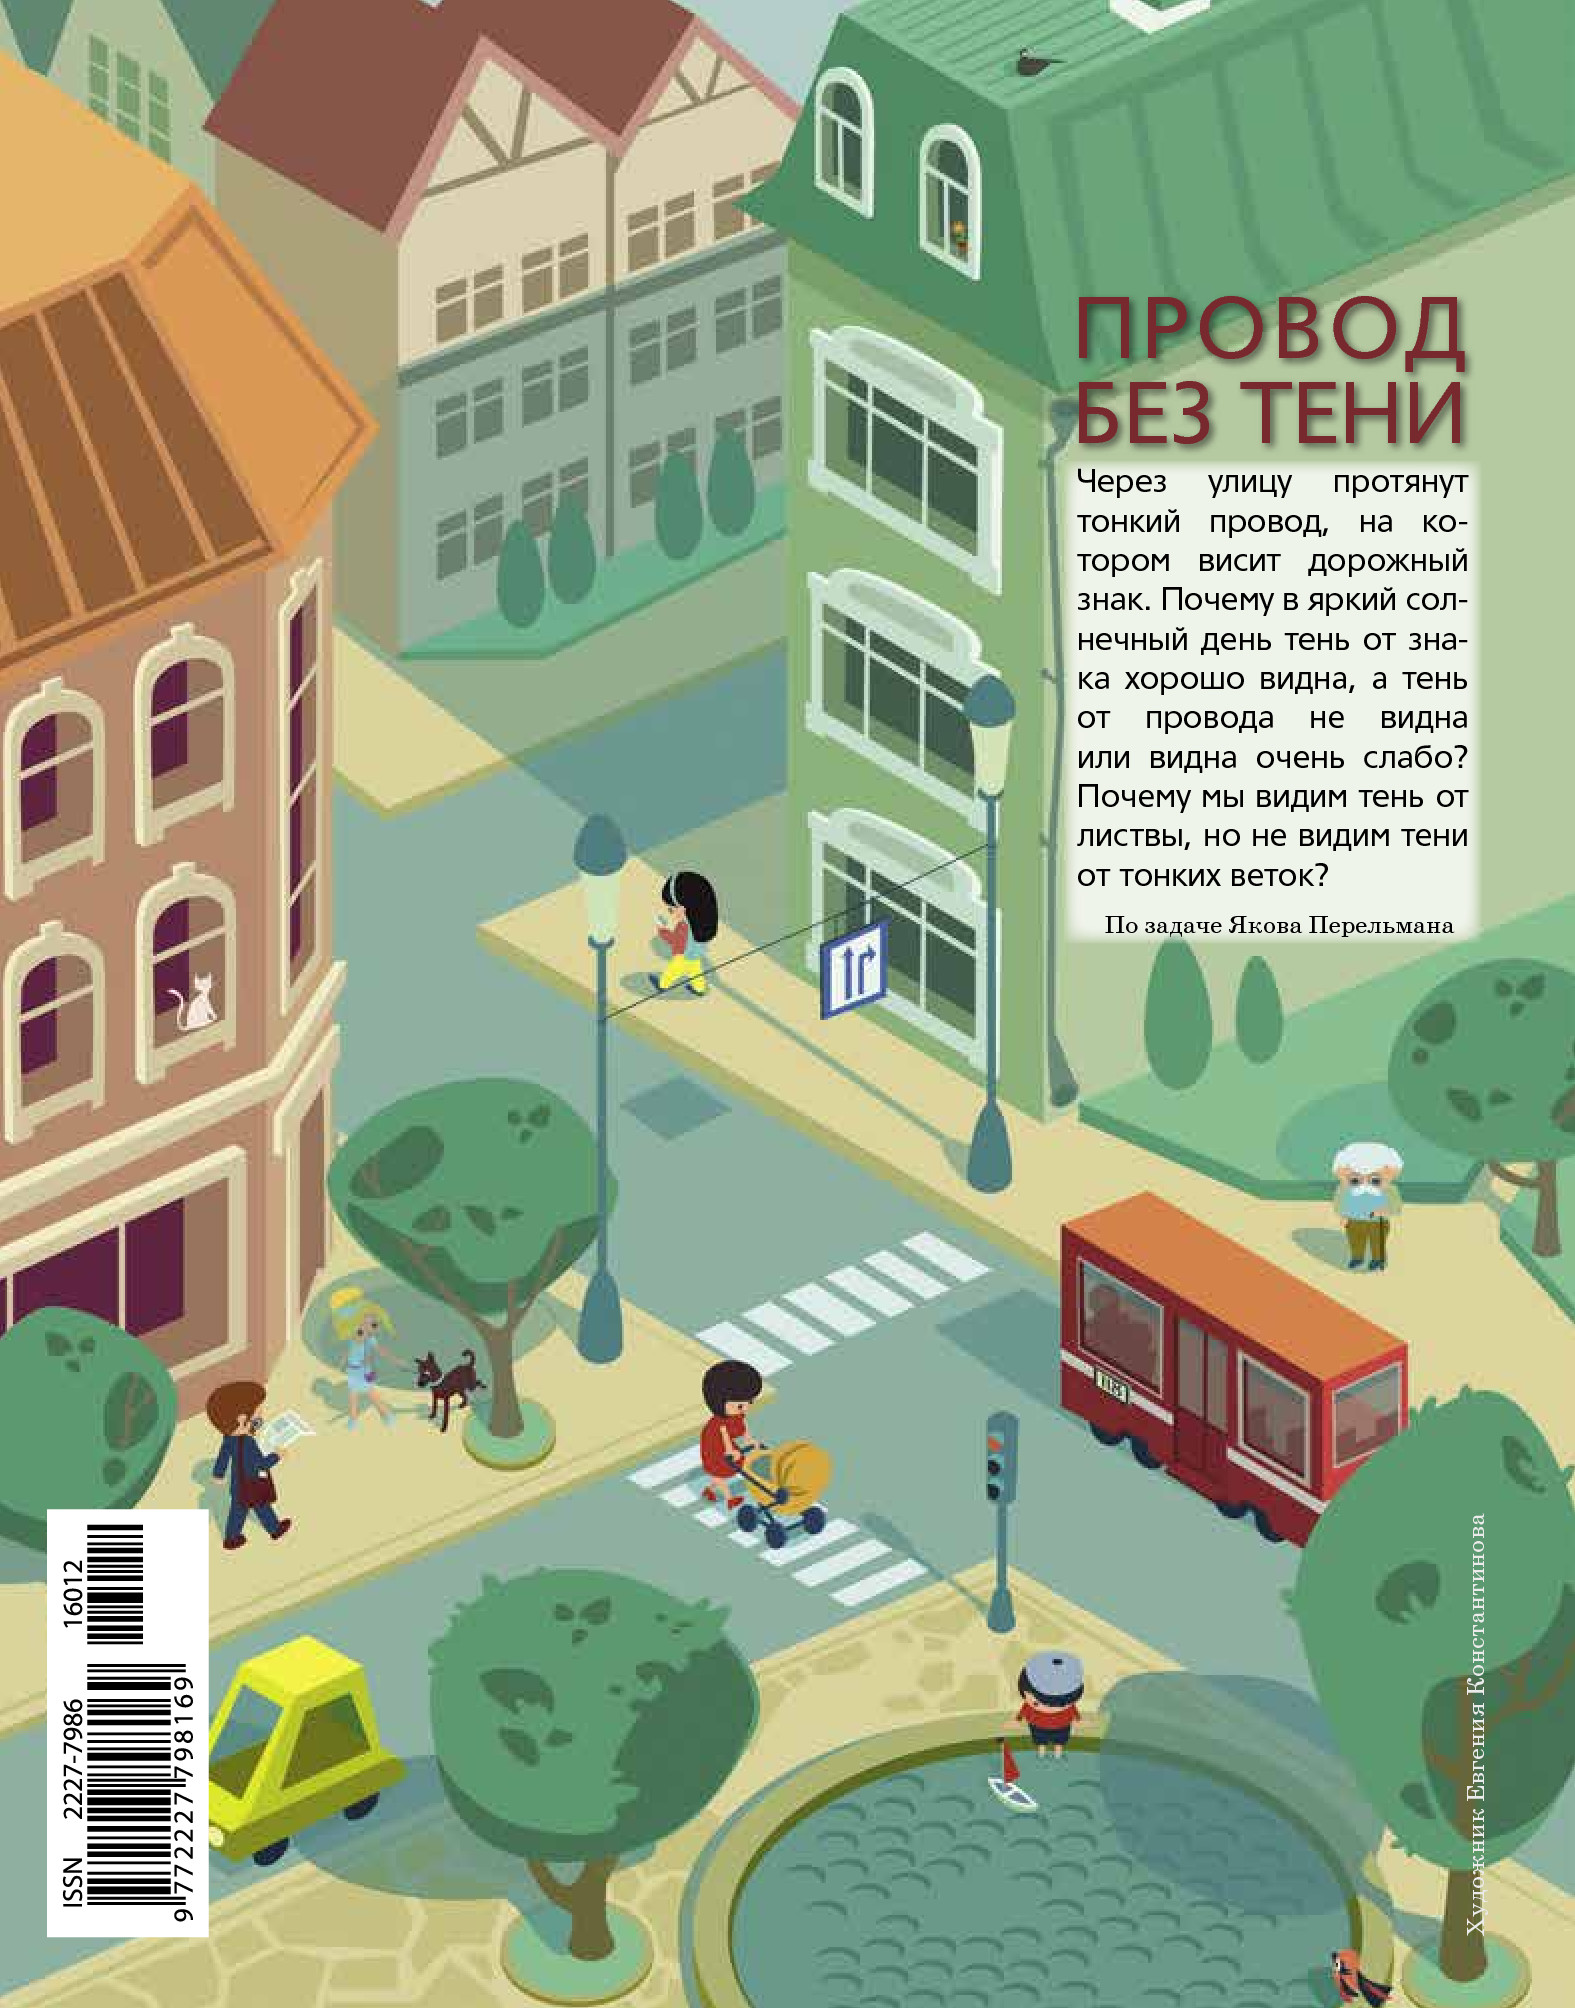 ПРОВОД
БЕЗ ТЕНИ
Через улицу протянут
тонкий провод, на ко-
тором висит дорожный
знак. Почему в яркий сол-
нечный день тень от зна-
ка хорошо видна, а тень
от провода не видна
или видна очень слабо?
Почему мы видим тень от
листвы, но не видим тени
от тонких веток?
По задаче Якова Перельмана
118
Художник Евгения Константинова
ISSN 2227-7986
16012
9 772227 798169